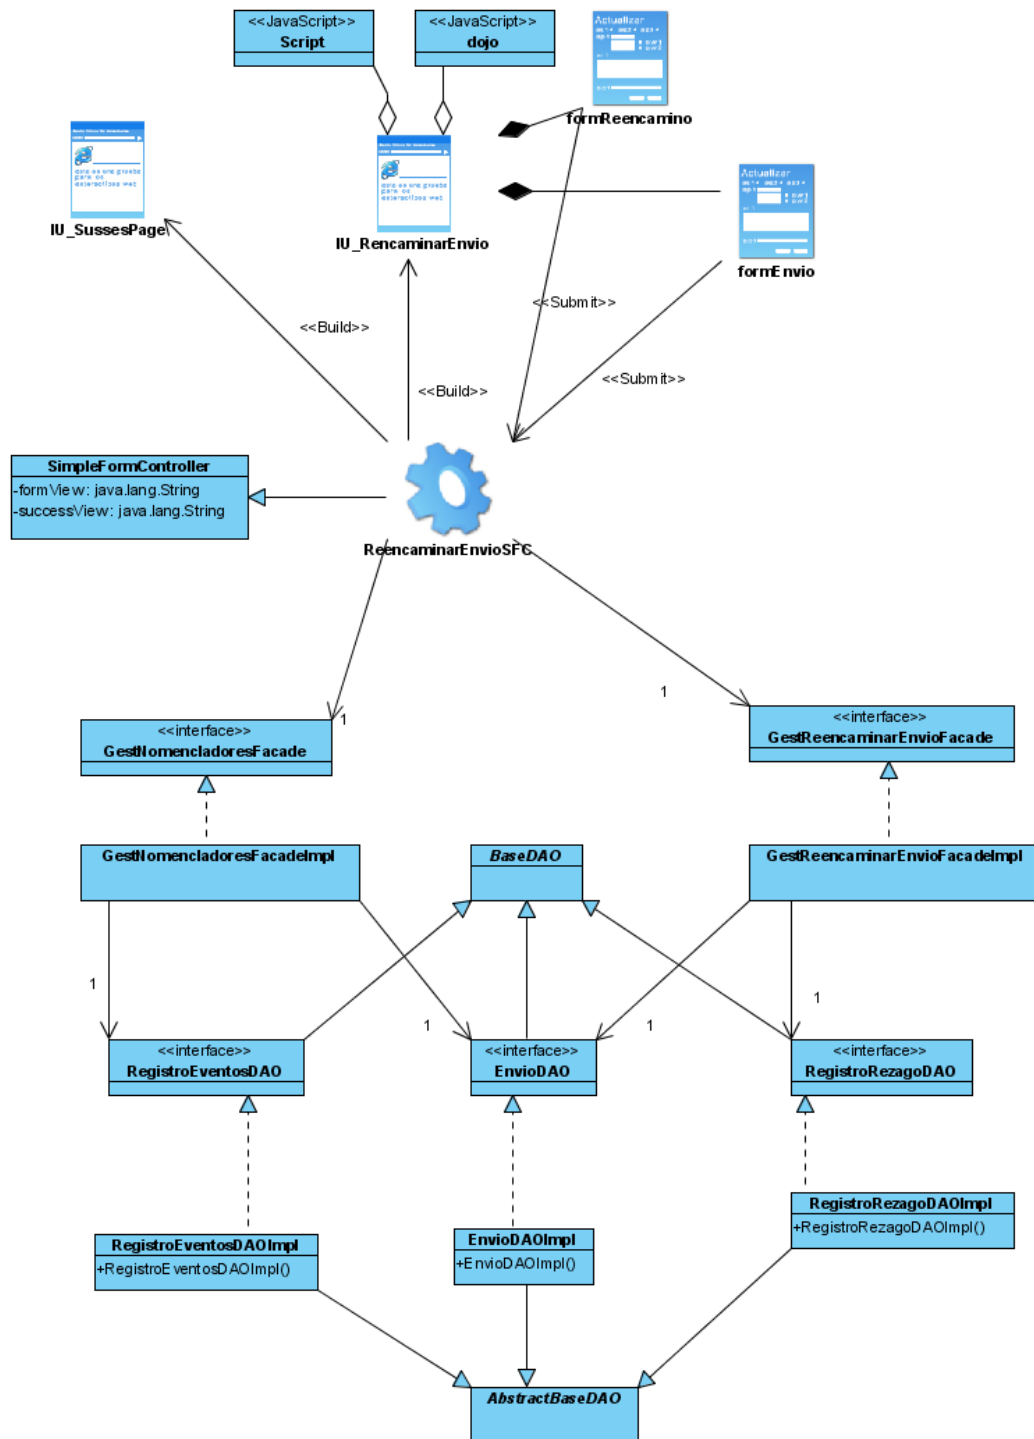 <<JavaScript>>
Script
<<JavaScript>>
dojo
Actualizar
formReencamino
IU_SussesPage
IU_RencaminarEnvio
Actualizar
formEnvio
<<Submit>>
<<Build>>
<<Submit>>
<<Build>>
SimpleFormController
-formView: java.lang.String
-successView: java.lang.String
ReencaminarEnvioSFC
1
1
<<interface>>
GestNomencladoresFacade
<<interface>>
GestReencaminarEnvioFacade
GestNomencladoresFacadeImpl
BaseDAO
GestReencaminarEnvioFacadeImpl
1
1
1
1
<<interface>>
RegistroEventosDAO
<<interface>>
EnvioDAO
<<interface>>
RegistroRezagoDAO
RegistroRezagoDAOImpl
+RegistroRezagoDAOImpl()
RegistroEventosDAOImpl
+RegistroEventosDAOImpl()
EnvioDAOImpl
+EnvioDAOImpl()
AbstractBaseDAO